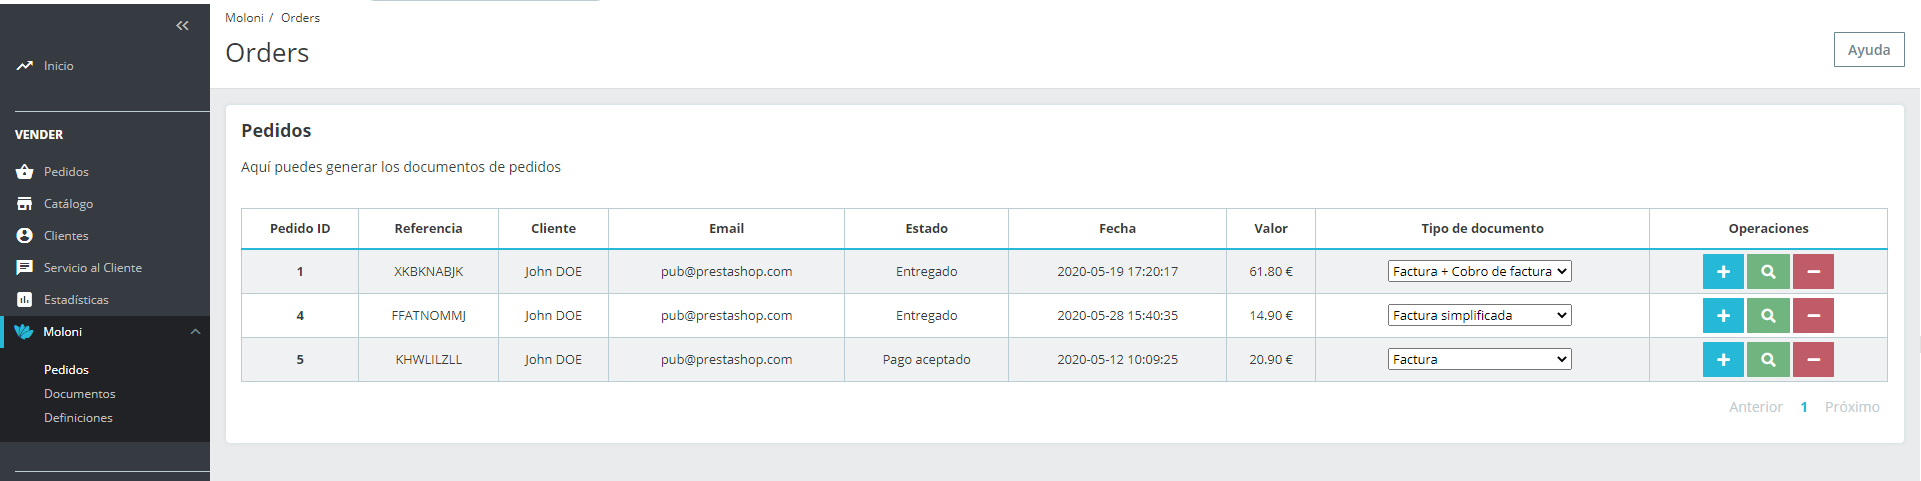 Inicio
VENDER
Pedidos
Catálogo
Clientes
Servicio al Cliente
Estadísticas
Moloni
Pedidos
Documentos
Definiciones
Moloni / Orders
Orders
Ayuda
Pedidos
Aquí puedes generar los documentos de pedidos
Pedido ID Referencia Cliente Email Estado Fecha Valor Tipo de documento Operaciones
1 XKBKNABJK John DOE pub@prestashop.com Entregado 2020-05-19 17:20:17 61.80 € Factura + Cobro de factura
4 FFATNOMMJ John DOE pub@prestashop.com Entregado 2020-05-28 15:40:35 14.90 € Factura simplificada
5 KHWLILZLL John DOE pub@prestashop.com Pago aceptado 2020-05-12 10:09:25 20.90 € Factura
Anterior 1 Próximo